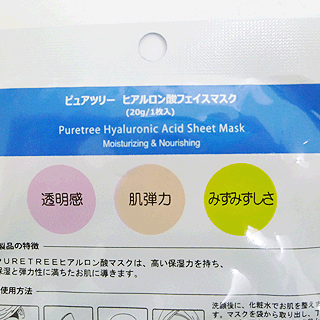 ピュアツリー ヒアルロン酸フェイスマスク
(20g/1枚入)
Puretree Hyaluronic Acid Sheet Mask
Moisturizing & Nourishing
透明感
肌弾力
みずみずしさ
製品の特徴
PURETREEヒアルロン酸マスクは、高い保湿力を持ち、
保湿と弾力性に満ちたお肌に導きます。
使用方法
洗顔後に、化粧水でお肌を整え
す。マスクを袋から取り出し、